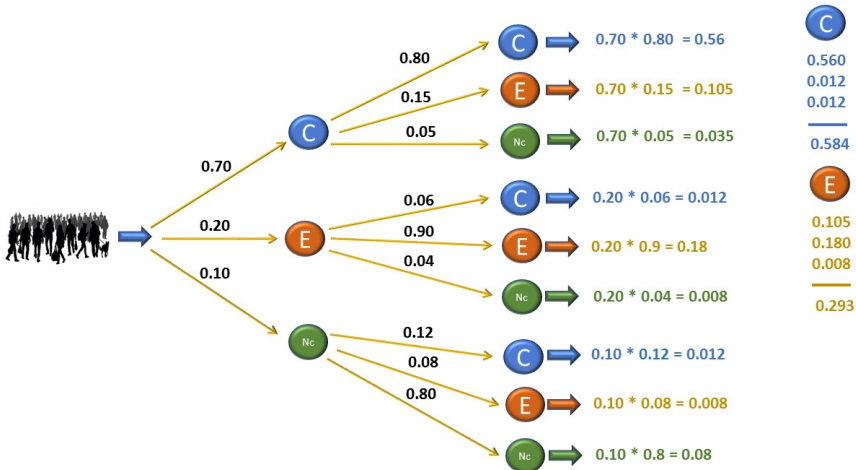 C
0.70 * 0.80 = 0.56
C
0.80
0.560
E
0.70 * 0.15 = 0.105
0.012
0.15
0.012
C
0.05
Nc
0.70 * 0.05 = 0.035
0.584
0.70
E
0.06
C
0.20 * 0.06 = 0.012
0.20
E
0.90
E
0.20 * 0.9 = 0.18
0.105
0.180
0.008
0.10
0.04
Nc
0.20 * 0.04 = 0.008
0.293
Nc
0.12
C
0.10 * 0.12 = 0.012
0.08
E
0.10 * 0.08 = 0.008
0.80
Nc
0.10 * 0.8 = 0.08